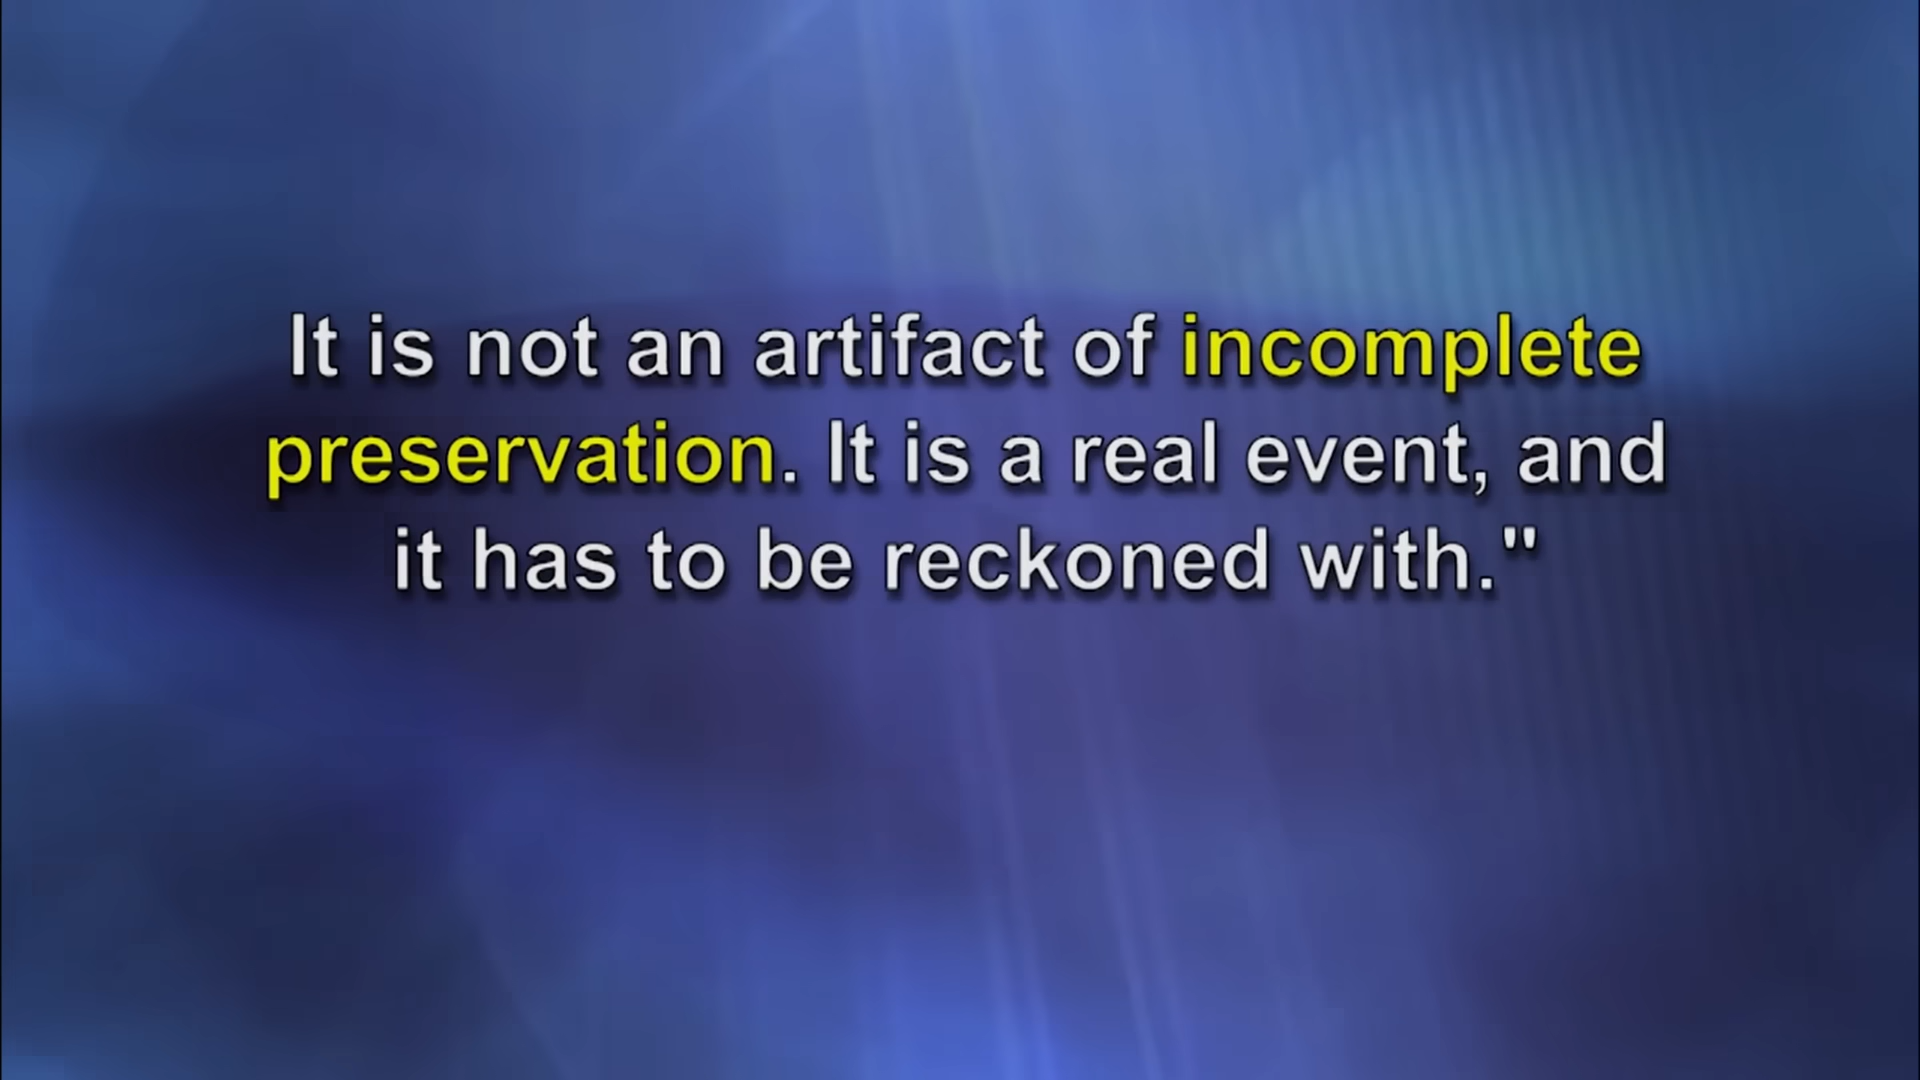 It is not an artifact of incomplete
preservation. It is a real event, and
it has to be reckoned with."